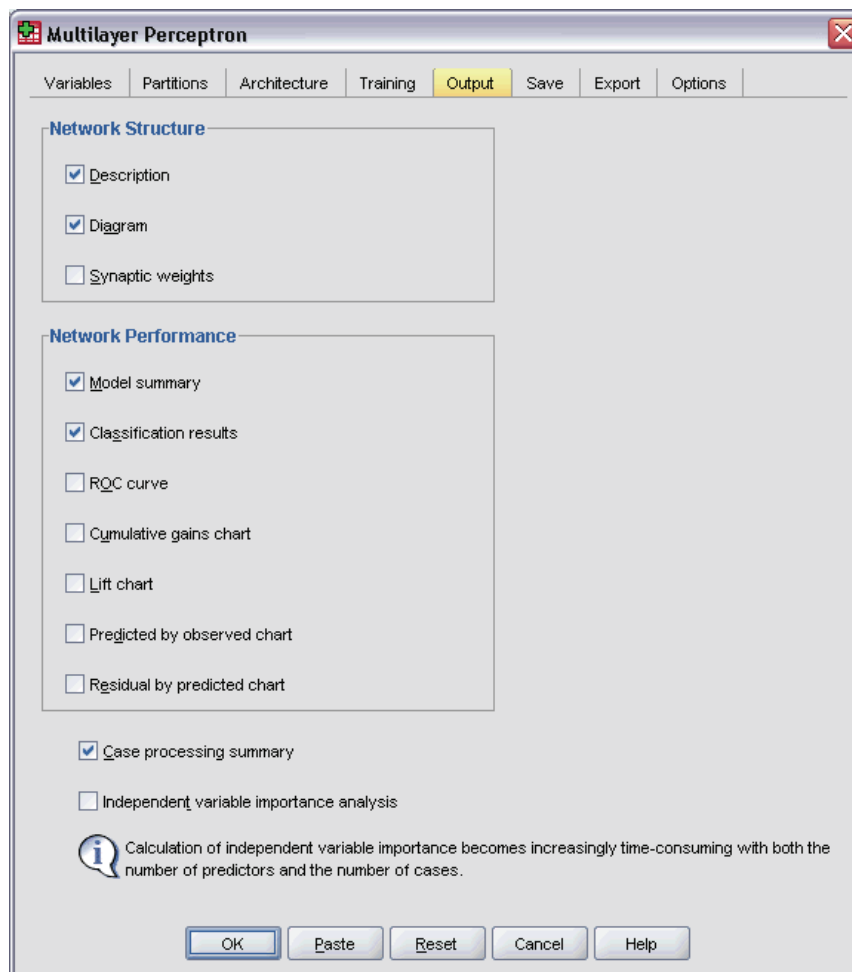 Multilayer Perceptron
Variables Partitions Architecture Training Output Save Export Options
Network Structure
Description
Diagram
Synaptic weights
Network Performance
Model summary
Classification results
ROC curve
Cumulative gains chart
Lift chart
Predicted by observed chart
Residual by predicted chart
Case processing summary
Independent variable importance analysis
Calculation of independent variable importance becomes increasingly time-consuming with both the
number of predictors and the number of cases.
OK Paste Reset Cancel Help